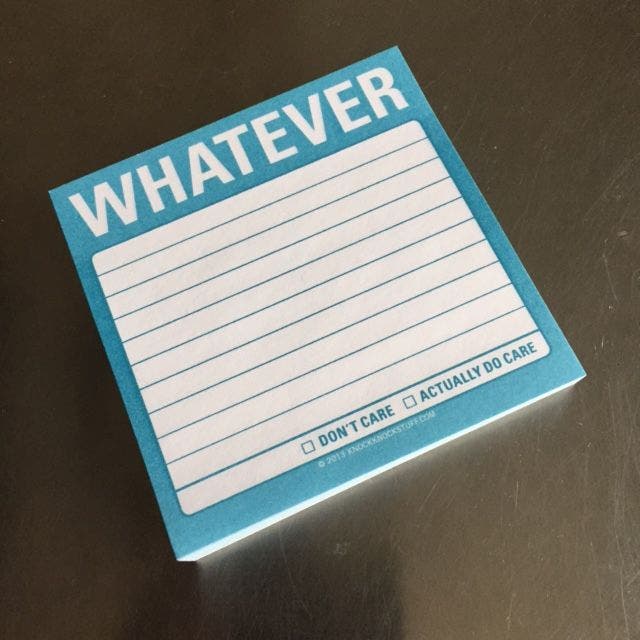 WHATEVER
☐ DON'T CARE ☐ ACTUALLY DO CARE
© 2013 KNOCKKNOCKSTUFF.COM